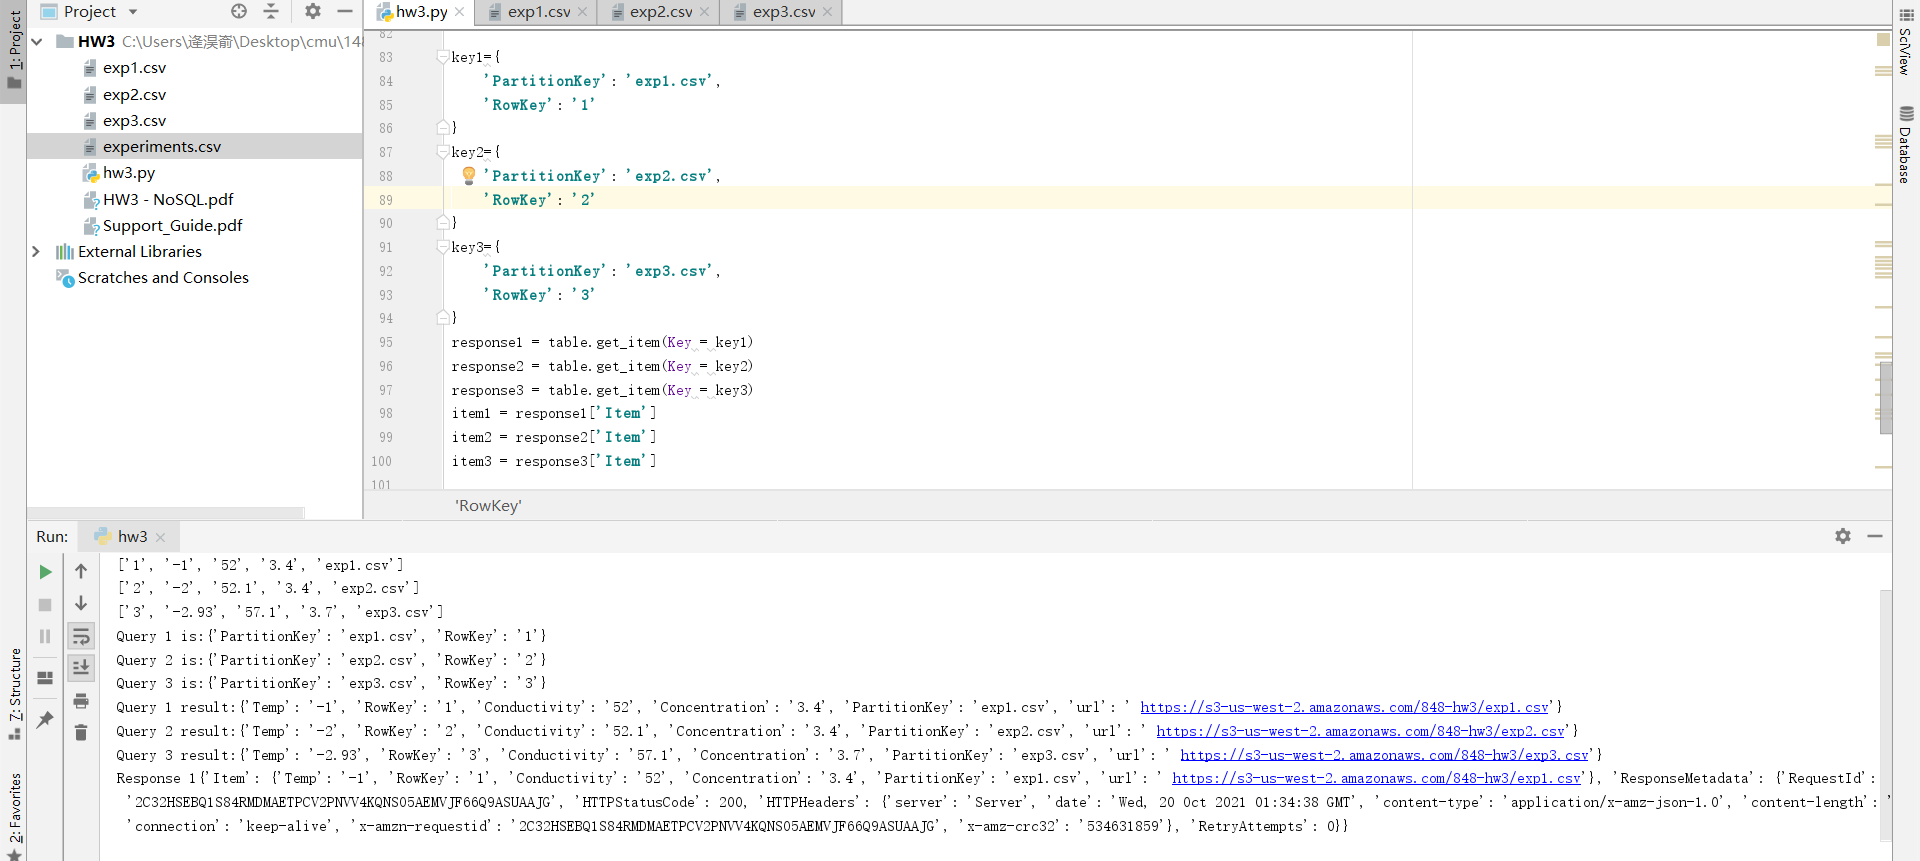 Project
hw3.py
exp1.csv
exp2.csv
exp3.csv
1: Project
HW3 C:\Users\逄淏萮\Desktop\cmu\148
exp1.csv
exp2.csv
exp3.csv
experiments.csv
hw3.py
HW3 - NoSQL.pdf
Support_Guide.pdf
External Libraries
Scratches and Consoles
82
83 key1={
84 'PartitionKey': 'exp1.csv',
85 'RowKey': '1'
86 }
87 key2={
88 'PartitionKey': 'exp2.csv',
89 'RowKey': '2'
90 }
91 key3={
92 'PartitionKey': 'exp3.csv',
93 'RowKey': '3'
94 }
95 response1 = table.get_item(Key = key1)
96 response2 = table.get_item(Key = key2)
97 response3 = table.get_item(Key = key3)
98 item1 = response1['Item']
99 item2 = response2['Item']
100 item3 = response3['Item']
101
'RowKey'
SciView
Database
Run: hw3
['1', '-1', '52', '3.4', 'exp1.csv']
['2', '-2', '52.1', '3.4', 'exp2.csv']
['3', '-2.93', '57.1', '3.7', 'exp3.csv']
Query 1 is:{'PartitionKey': 'exp1.csv', 'RowKey': '1'}
Query 2 is:{'PartitionKey': 'exp2.csv', 'RowKey': '2'}
Query 3 is:{'PartitionKey': 'exp3.csv', 'RowKey': '3'}
Query 1 result:{'Temp': '-1', 'RowKey': '1', 'Conductivity': '52', 'Concentration': '3.4', 'PartitionKey': 'exp1.csv', 'url': ' https://s3-us-west-2.amazonaws.com/848-hw3/exp1.csv'}
Query 2 result:{'Temp': '-2', 'RowKey': '2', 'Conductivity': '52.1', 'Concentration': '3.4', 'PartitionKey': 'exp2.csv', 'url': ' https://s3-us-west-2.amazonaws.com/848-hw3/exp2.csv'}
Query 3 result:{'Temp': '-2.93', 'RowKey': '3', 'Conductivity': '57.1', 'Concentration': '3.7', 'PartitionKey': 'exp3.csv', 'url': ' https://s3-us-west-2.amazonaws.com/848-hw3/exp3.csv'}
Response 1{'Item': {'Temp': '-1', 'RowKey': '1', 'Conductivity': '52', 'Concentration': '3.4', 'PartitionKey': 'exp1.csv', 'url': ' https://s3-us-west-2.amazonaws.com/848-hw3/exp1.csv'}, 'ResponseMetadata': {'RequestId':
'2C32HSEBQ1S84RMDMAETPCV2PNVV4KQNSO5AEMVJF66Q9ASUAAJG', 'HTTPStatusCode': 200, 'HTTPHeaders': {'server': 'Server', 'date': 'Wed, 20 Oct 2021 01:34:38 GMT', 'content-type': 'application/x-amz-json-1.0', 'content-length': '
'connection': 'keep-alive', 'x-amzn-requestid': '2C32HSEBQ1S84RMDMAETPCV2PNVV4KQNSO5AEMVJF66Q9ASUAAJG', 'x-amz-crc32': '534631859'}, 'RetryAttempts': 0}}
7: Structure
2: Favorites